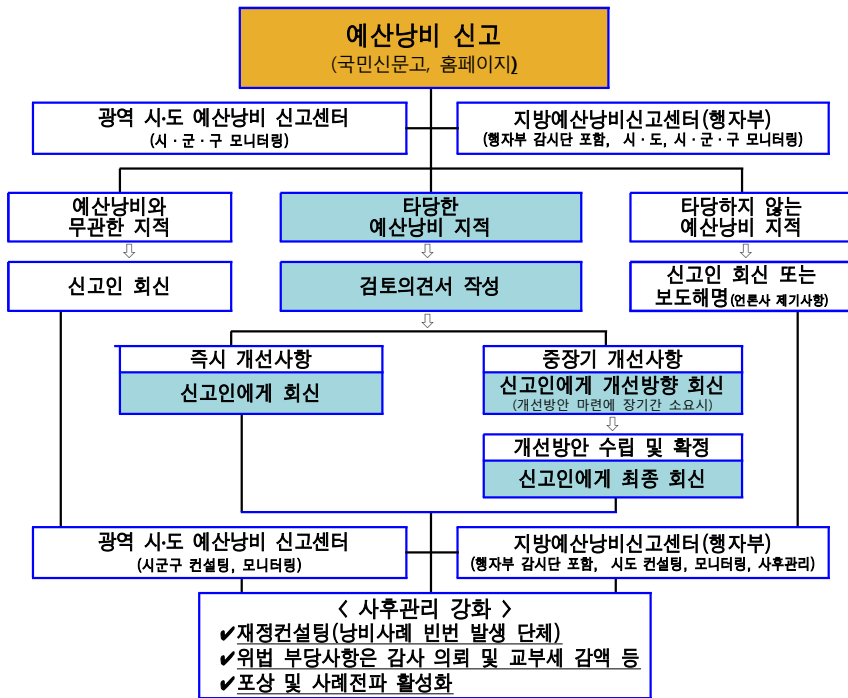 예산낭비 신고
(국민신문고, 홈페이지)
광역 시·도 예산낭비 신고센터
(시·군·구 모니터링)
지방예산낭비신고센터(행자부)
(행자부 감시단 포함, 시·도, 시·군·구 모니터링)
예산낭비와
무관한 지적
타당한
예산낭비 지적
타당하지 않는
예산낭비 지적
신고인 회신
검토의견서 작성
신고인 회신 또는
보도해명(언론사 제기사항)
즉시 개선사항
신고인에게 회신
중장기 개선사항
신고인에게 개선방향 회신
(개선방안 마련에 장기간 소요시)
개선방안 수립 및 확정
신고인에게 최종 회신
광역 시·도 예산낭비 신고센터
(시군구 컨설팅, 모니터링)
지방예산낭비신고센터(행자부)
(행자부 감시단 포함, 시도 컨설팅, 모니터링, 사후관리)
< 사후관리 강화 >
✔재정컨설팅(낭비사례 빈번 발생 단체)
✔위법 부당사항은 감사 의뢰 및 교부세 감액 등
✔포상 및 사례전파 활성화